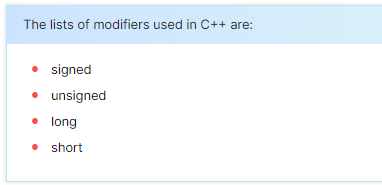 The lists of modifiers used in C++ are:
signed
unsigned
long
short